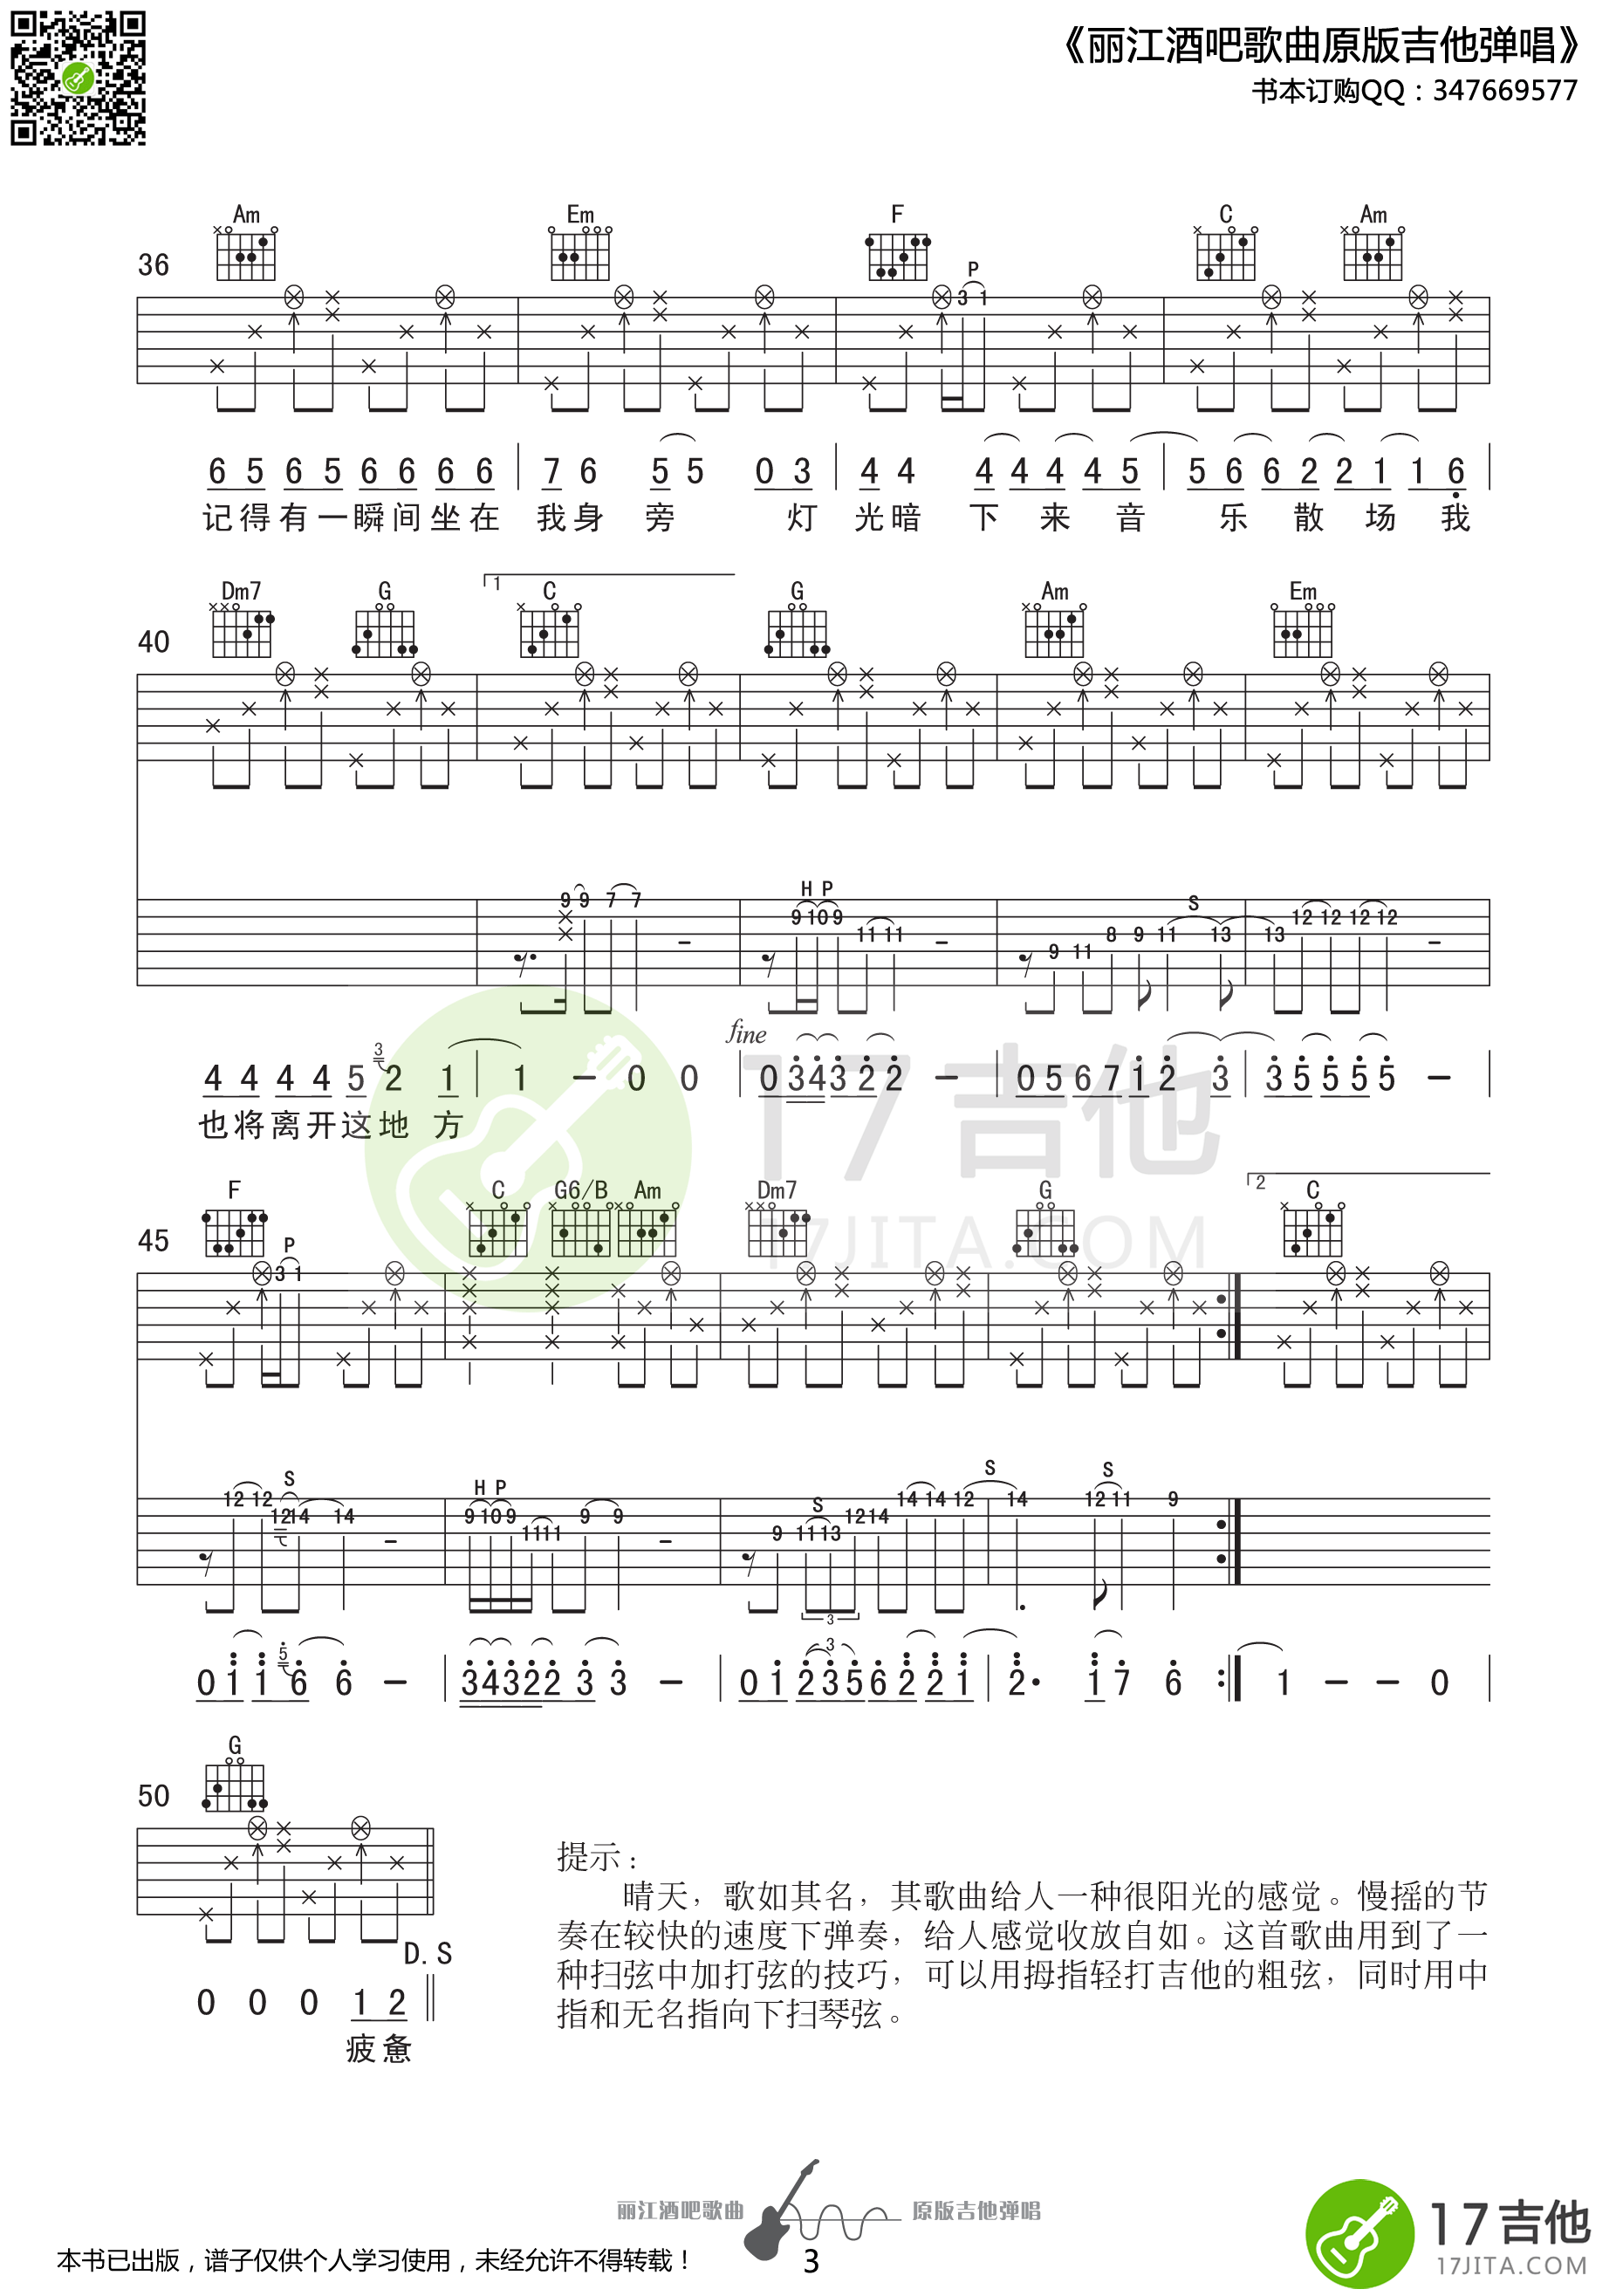 《丽江酒吧歌曲原版吉他弹唱》
书本订购QQ：347669577
Am Em F C Am
36
P
3 1
6 5 6 5 6 6 6 6 7 6 5 5 0 3 4 4 4 4 4 4 5 5 6 6 2 2 1 1 6
记得有一瞬间坐在 我身旁 灯 光暗 下 来 音 乐 散 场 我
1
Dm7 G C G Am Em
40
H P
S
9 9 7 7 9 10 9 11 11 9 11 8 9 11 13 13 12 12 12 12
fine
4 4 4 4 5 3 2 1 1 - 0 0 0 3 4 3 2 2 - 0 5 6 7 1 2 3 3 5 5 5 5 -
也将离开这地 方
2
F C G6/B Am Dm7 G C
45
P
3 1
S H P S S S
12 12 12 14 14 9 10 9 11 11 9 9 9 11 13 12 14 14 14 12 14 12 11 9
3
3
0 1 1 5 6 6 - 3 4 3 2 2 3 3 - 0 1 2 3 5 6 2 2 1 2· 1 7 6 1 - - 0
G
50
D.S
0 0 0 1 2
疲惫
提示：
晴天，歌如其名，其歌曲给人一种很阳光的感觉。慢摇的节
奏在较快的速度下弹奏，给人感觉收放自如。这首歌曲用到了一
种扫弦中加打弦的技巧，可以用拇指轻打吉他的粗弦，同时用中
指和无名指向下扫琴弦。
17吉他
17JITA.COM
丽江酒吧歌曲 原版吉他弹唱
本书已出版，谱子仅供个人学习使用，未经允许不得转载！
3
17吉他
17JITA.COM